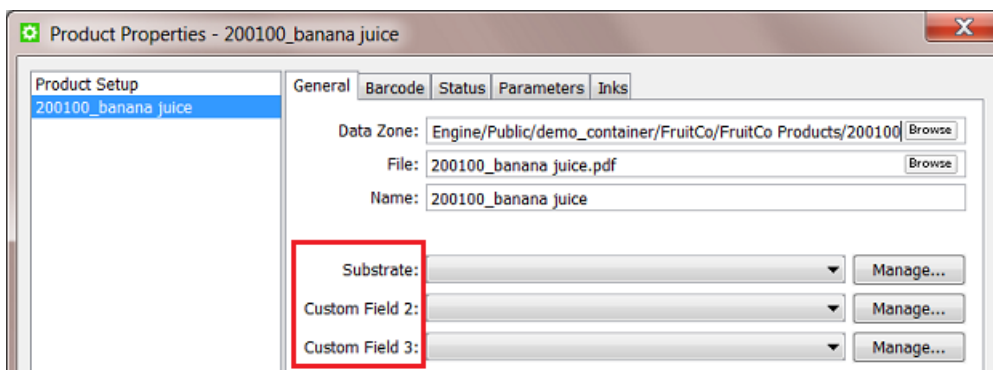 Product Properties - 200100_banana juice
X
Product Setup
200100_banana juice
General Barcode Status Parameters Inks
Data Zone: Engine/Public/demo_container/FruitCo/FruitCo Products/200100 Browse
File: 200100_banana juice.pdf Browse
Name: 200100_banana juice
Substrate: Manage...
Custom Field 2: Manage...
Custom Field 3: Manage...